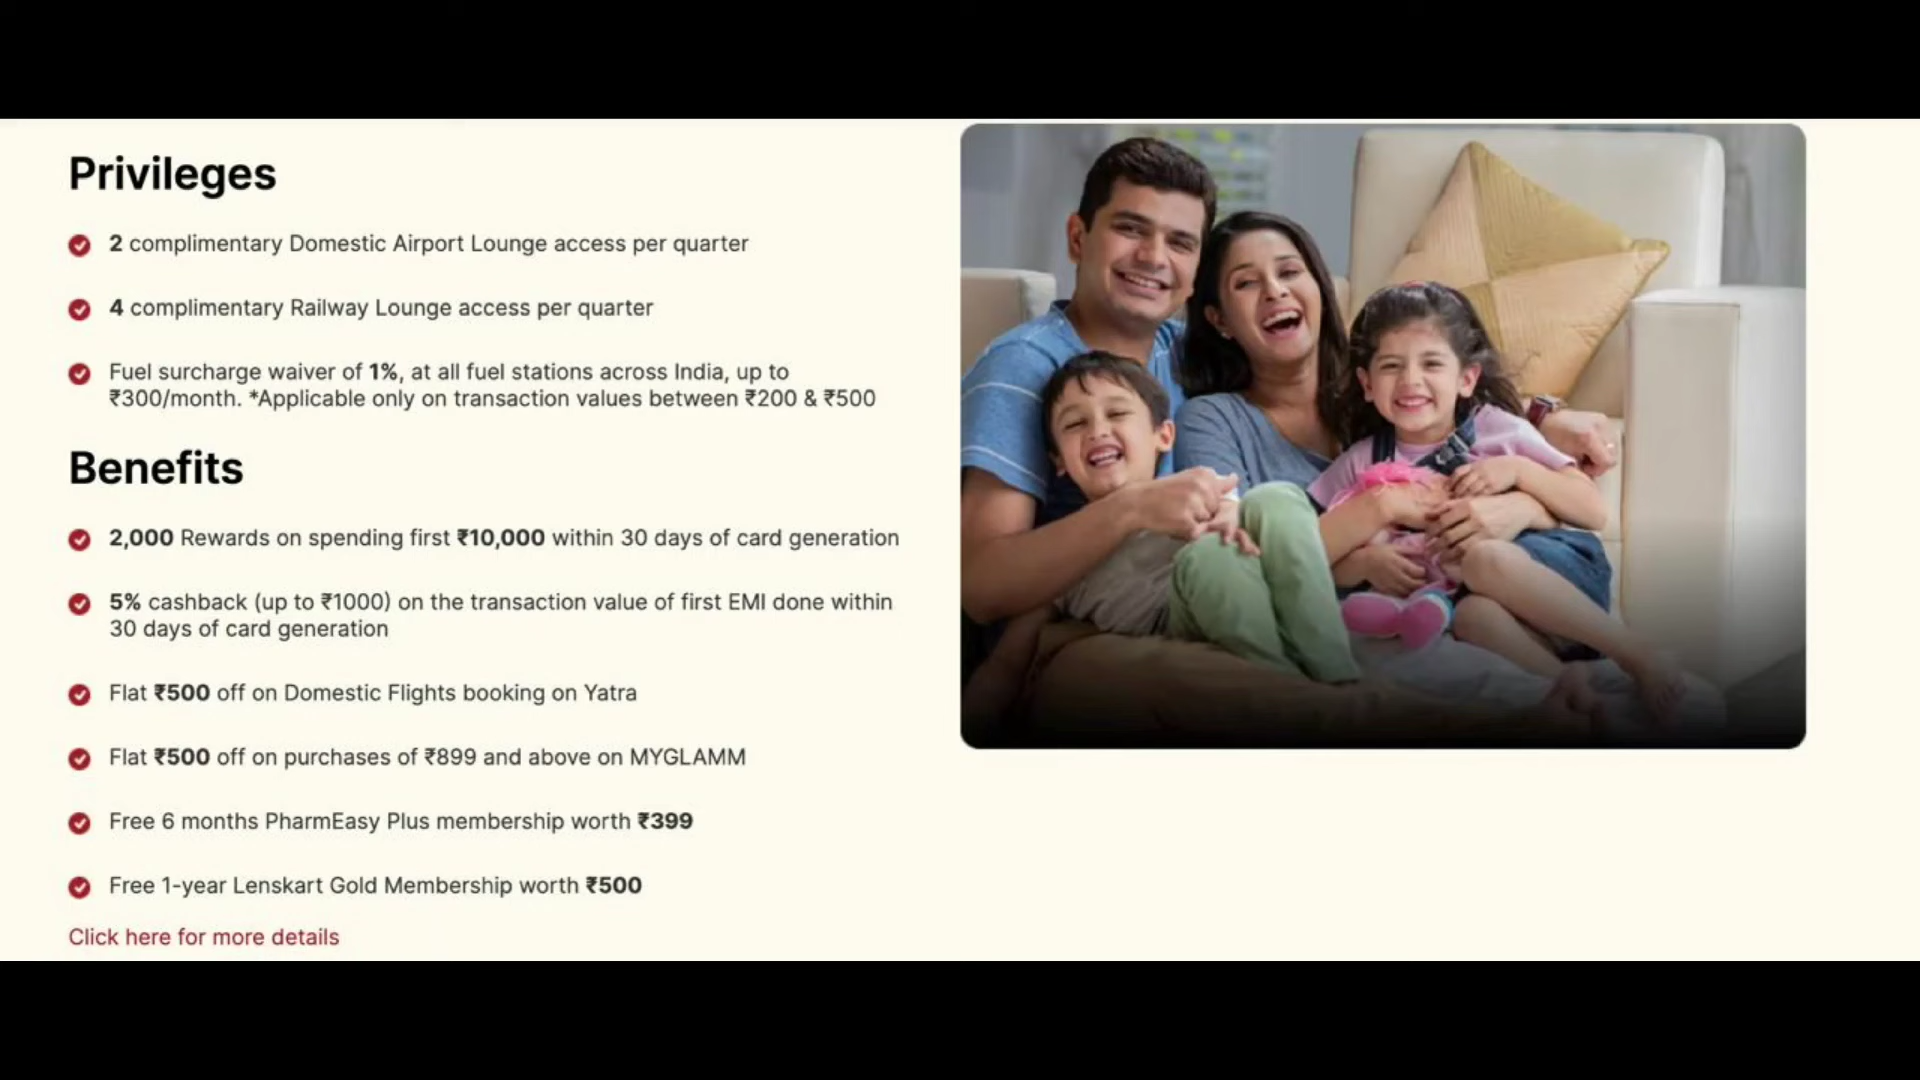 Privileges
2 complimentary Domestic Airport Lounge access per quarter
4 complimentary Railway Lounge access per quarter
Fuel surcharge waiver of 1%, at all fuel stations across India, up to
₹300/month. *Applicable only on transaction values between ₹200 & ₹500
Benefits
2,000 Rewards on spending first ₹10,000 within 30 days of card generation
5% cashback (up to ₹1000) on the transaction value of first EMI done within
30 days of card generation
Flat ₹500 off on Domestic Flights booking on Yatra
Flat ₹500 off on purchases of ₹899 and above on MYGLAMM
Free 6 months PharmEasy Plus membership worth ₹399
Free 1-year Lenskart Gold Membership worth ₹500
Click here for more details